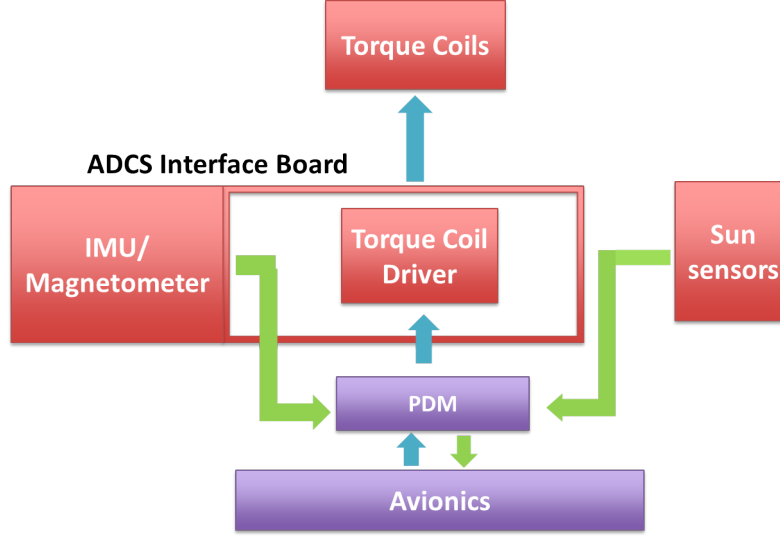 Torque Coils
ADCS Interface Board
IMU/
Magnetometer
Torque Coil
Driver
Sun
sensors
PDM
Avionics